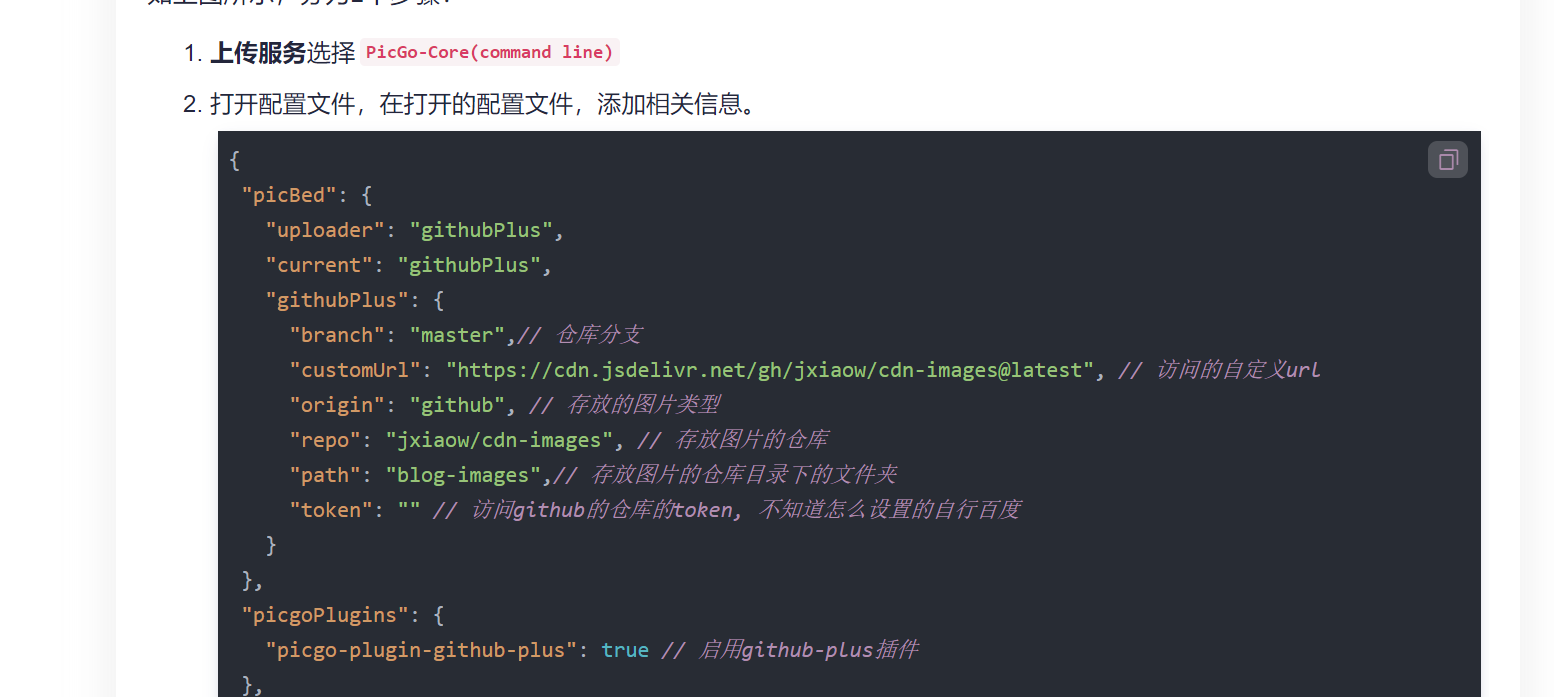 1. 上传服务选择 PicGo-Core(command line)
2. 打开配置文件，在打开的配置文件，添加相关信息。
{
"picBed": {
"uploader": "githubPlus",
"current": "githubPlus",
"githubPlus": {
"branch": "master",// 仓库分支
"customUrl": "https://cdn.jsdelivr.net/gh/jxiaow/cdn-images@latest", // 访问的自定义url
"origin": "github", // 存放的图片类型
"repo": "jxiaow/cdn-images", // 存放图片的仓库
"path": "blog-images",// 存放图片的仓库目录下的文件夹
"token": "" // 访问github的仓库的token, 不知道怎么设置的自行百度
}
},
"picgoPlugins": {
"picgo-plugin-github-plus": true // 启用github-plus插件
},